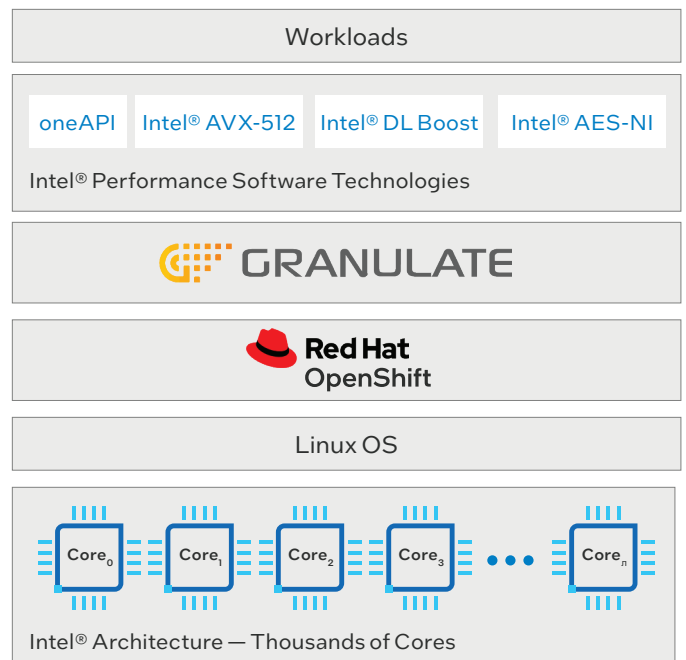 Workloads
oneAPI Intel® AVX-512 Intel® DL Boost Intel® AES-NI
Intel® Performance Software Technologies
GRANULATE
Red Hat
OpenShift
Linux OS
Core₀ Core₁ Core₂ Core₃ Coreₙ
Intel® Architecture — Thousands of Cores